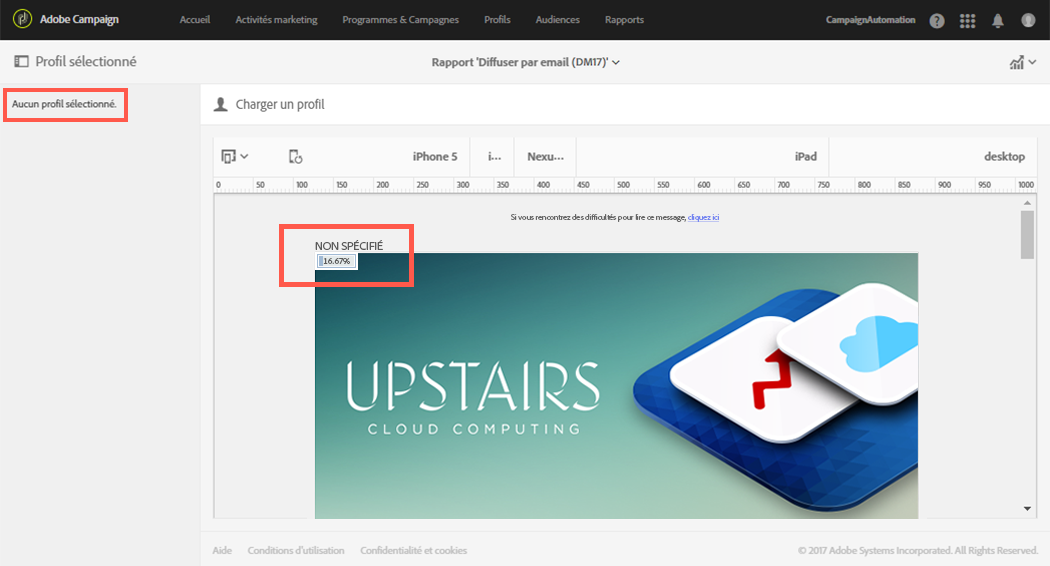 Adobe Campaign
Accueil
Activités marketing
Programmes & Campagnes
Profils
Audiences
Rapports
CampaignAutomation
?
Profil sélectionné
Rapport 'Diffuser par email (DM17)'
Aucun profil sélectionné.
Charger un profil
iPhone 5
i...
Nexu...
iPad
desktop
0 50 100 150 200 250 300 350 400 450 500 550 600 650 700 750 800 850 900 950 1000
Si vous rencontrez des difficultés pour lire ce message, cliquez ici
NON SPÉCIFIÉ
16.67%
UPSTAIRS
CLOUD COMPUTING
Aide
Conditions d'utilisation
Confidentialité et cookies
© 2017 Adobe Systems Incorporated. All Rights Reserved.